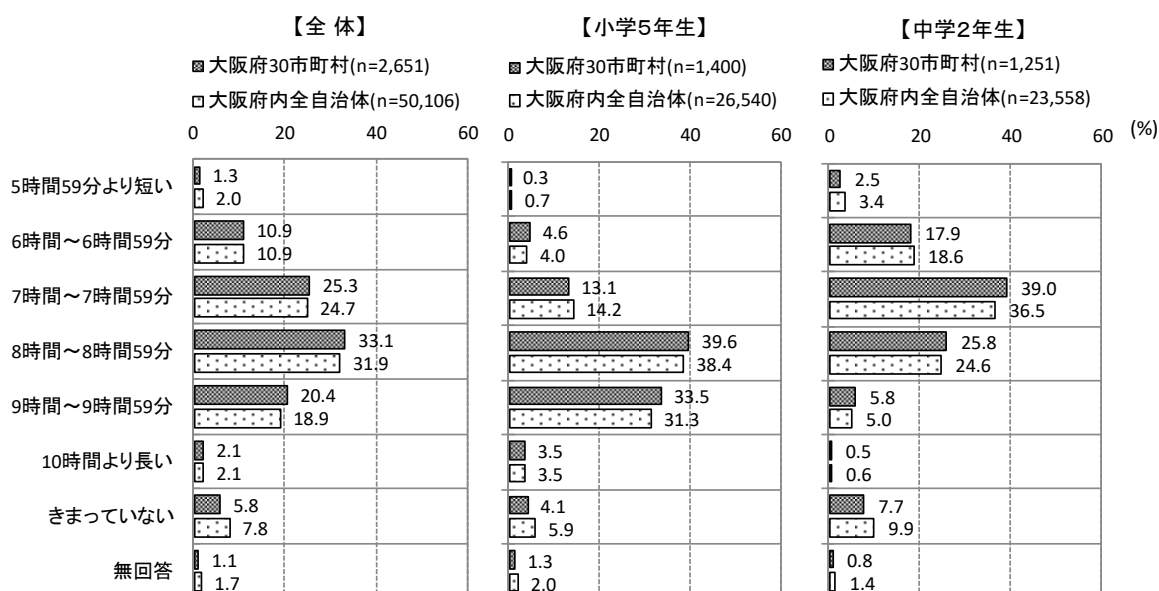 【全 体】 【小学5年生】 【中学2年生】
大阪府30市町村(n=2,651) 大阪府30市町村(n=1,400) 大阪府30市町村(n=1,251)
大阪府内全自治体(n=50,106) 大阪府内全自治体(n=26,540) 大阪府内全自治体(n=23,558)
0 20 40 60 0 20 40 60 0 20 40 60 (%)
5時間59分より短い 1.3 0.3 2.5
2.0 0.7 3.4
6時間～6時間59分 10.9 4.6 17.9
10.9 4.0 18.6
7時間～7時間59分 25.3 13.1 39.0
24.7 14.2 36.5
8時間～8時間59分 33.1 39.6 25.8
31.9 38.4 24.6
9時間～9時間59分 20.4 33.5 5.8
18.9 31.3 5.0
10時間より長い 2.1 3.5 0.5
2.1 3.5 0.6
きまっていない 5.8 4.1 7.7
7.8 5.9 9.9
無回答 1.1 1.3 0.8
1.7 2.0 1.4